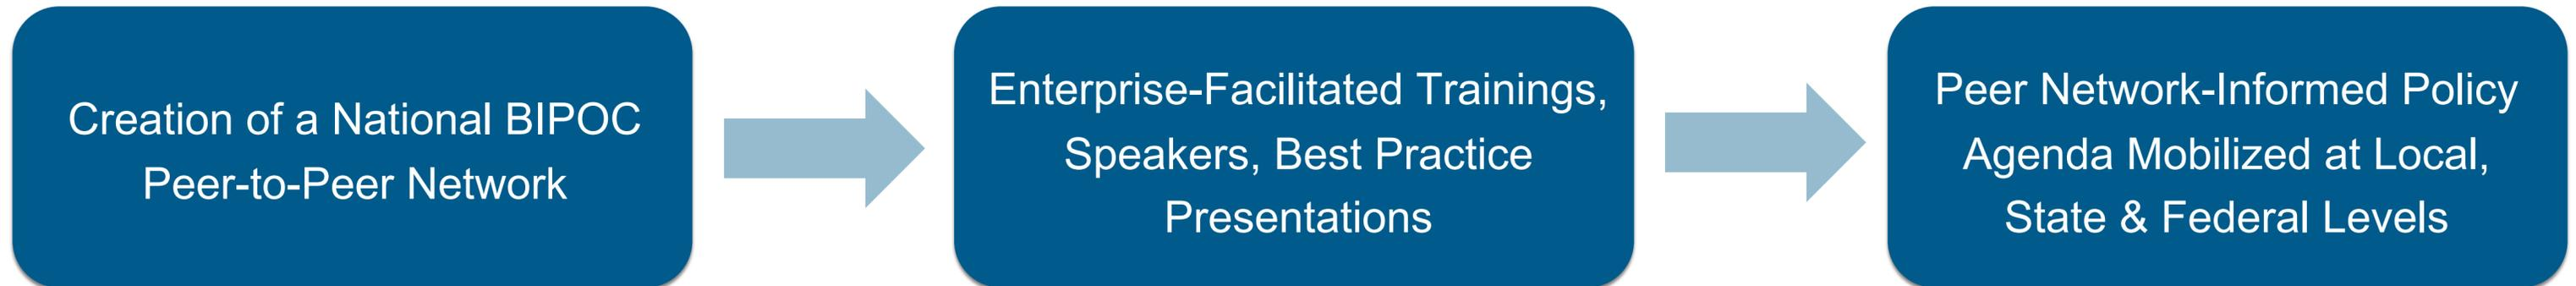 Creation of a National BIPOC
Peer-to-Peer Network
Enterprise-Facilitated Trainings,
Speakers, Best Practice
Presentations
Peer Network-Informed Policy
Agenda Mobilized at Local,
State & Federal Levels